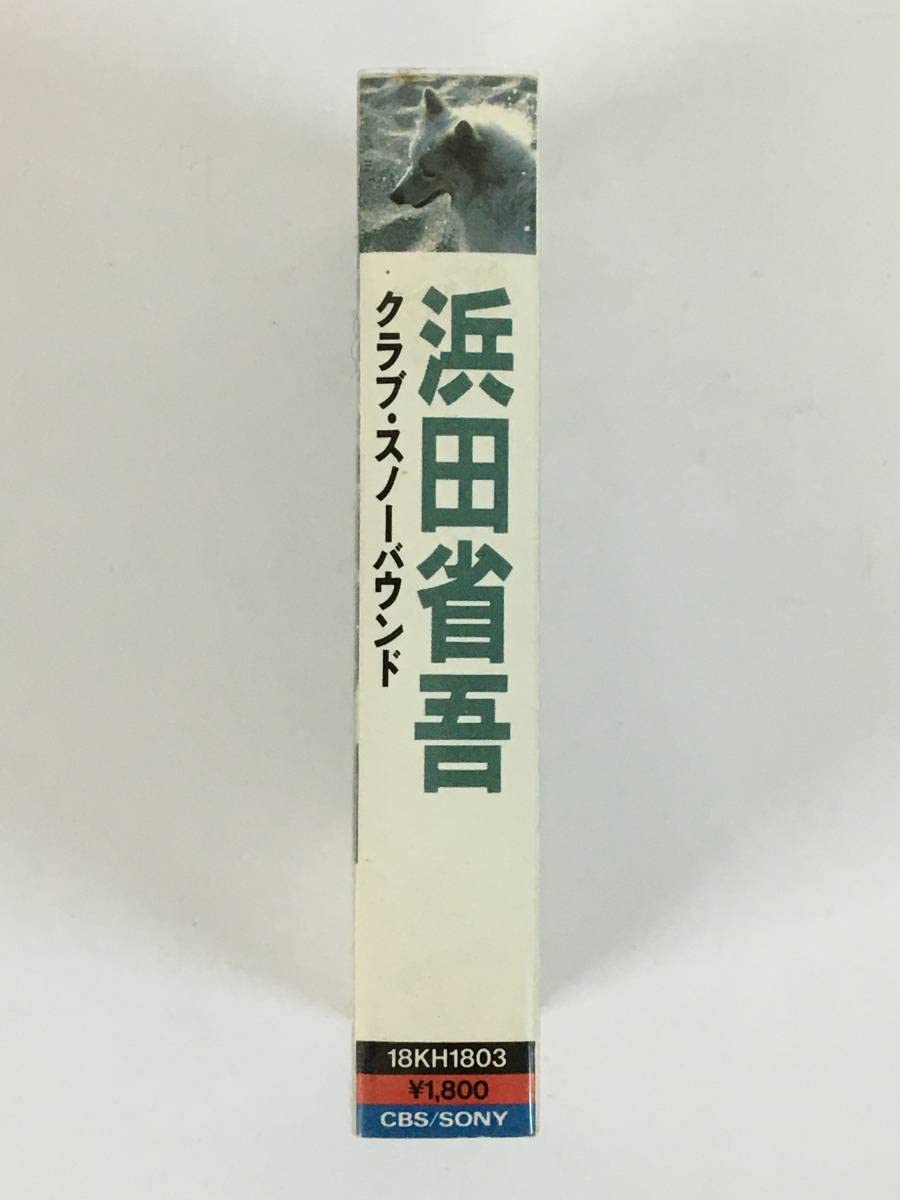 浜田省吾
クラブ・スノーバウンド
18KH1803
¥1,800
CBS/SONY